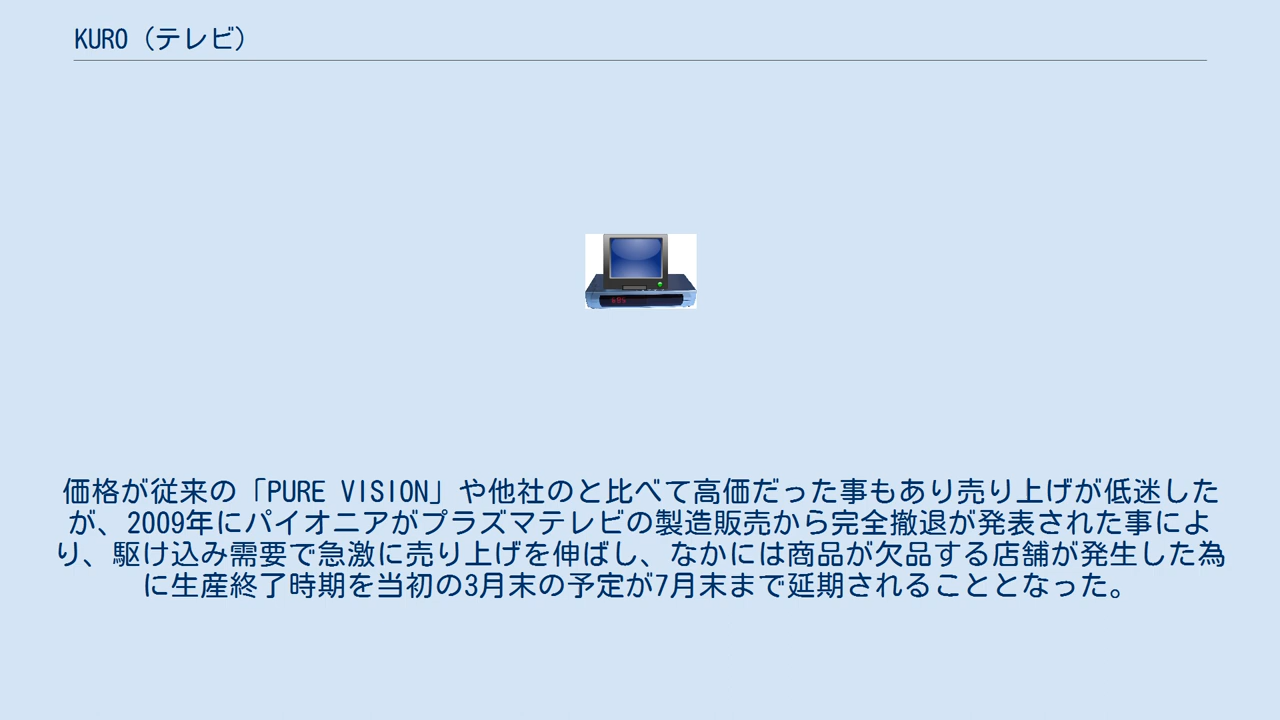 KURO（テレビ）
価格が従来の「PURE VISION」や他社のと比べて高価だった事もあり売り上げが低迷した
が、2009年にパイオニアがプラズマテレビの製造販売から完全撤退が発表された事によ
り、駆け込み需要で急激に売り上げを伸ばし、なかには商品が欠品する店舗が発生した為
に生産終了時期を当初の3月末の予定が7月末まで延期されることとなった。